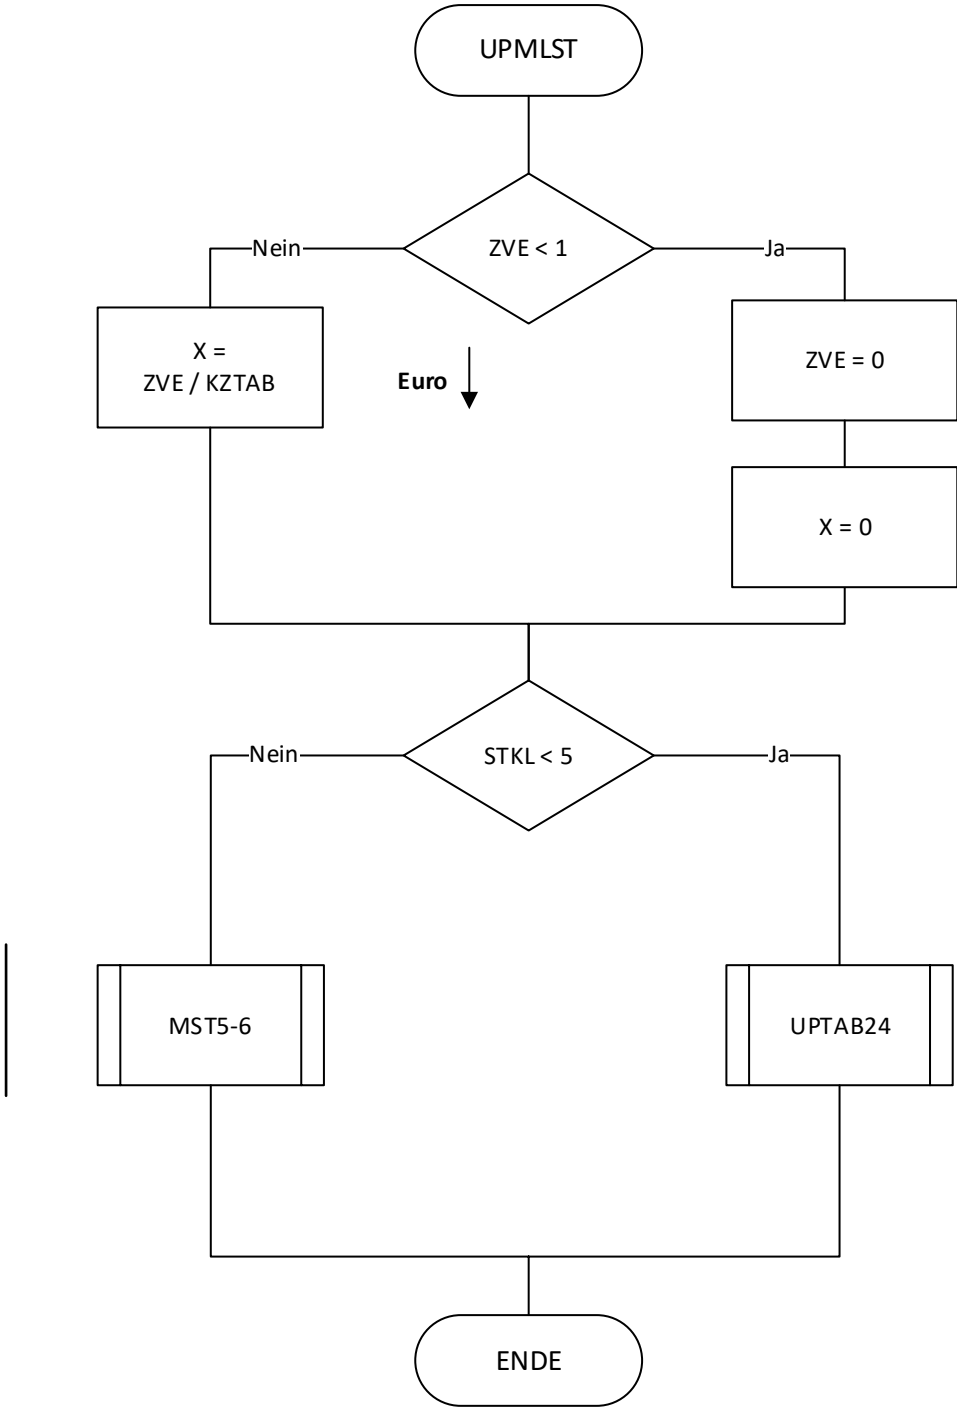 UPMLST
ZVE < 1
Nein
Ja
X =
ZVE / KZTAB
Euro
ZVE = 0
X = 0
STKL < 5
Nein
Ja
MST5-6
UPTAB24
ENDE